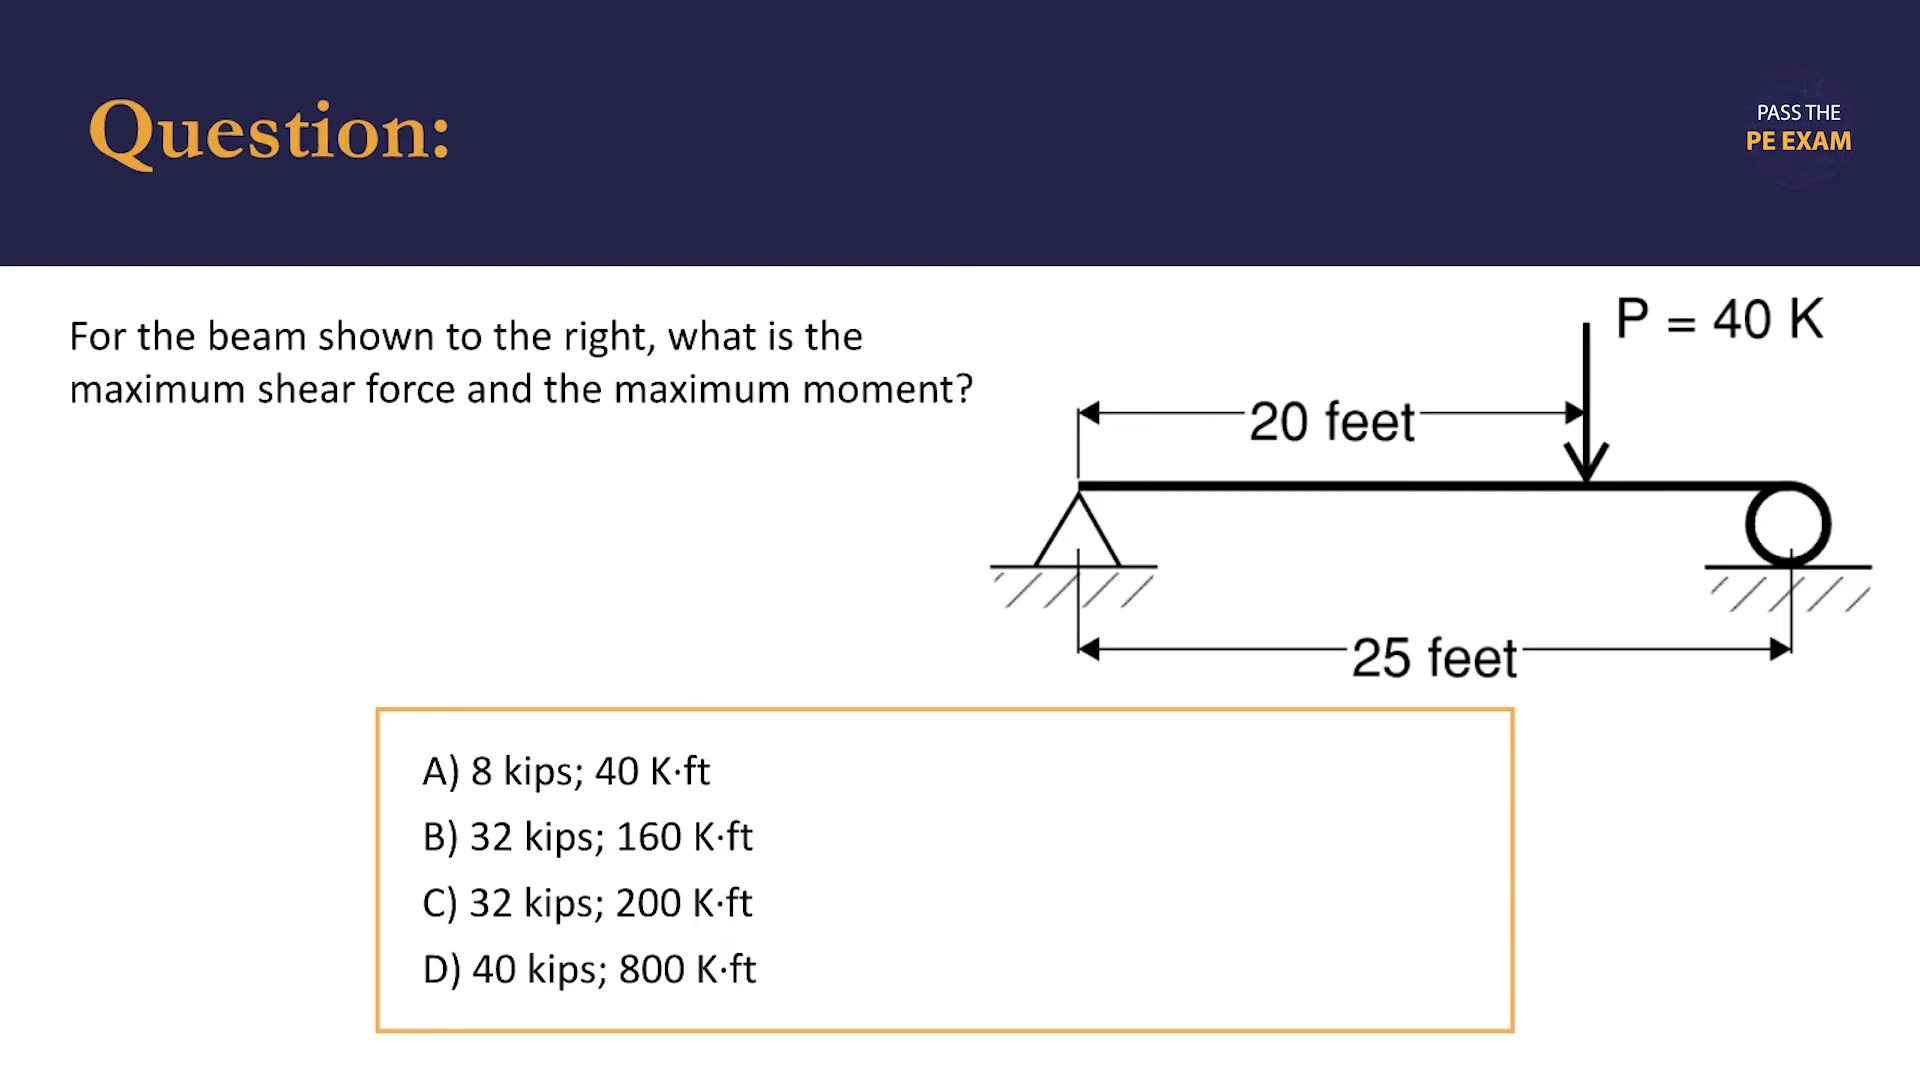 Question:
PASS THE
PE EXAM
For the beam shown to the right, what is the
maximum shear force and the maximum moment?
P = 40 K
20 feet
25 feet
A) 8 kips; 40 K·ft
B) 32 kips; 160 K·ft
C) 32 kips; 200 K·ft
D) 40 kips; 800 K·ft